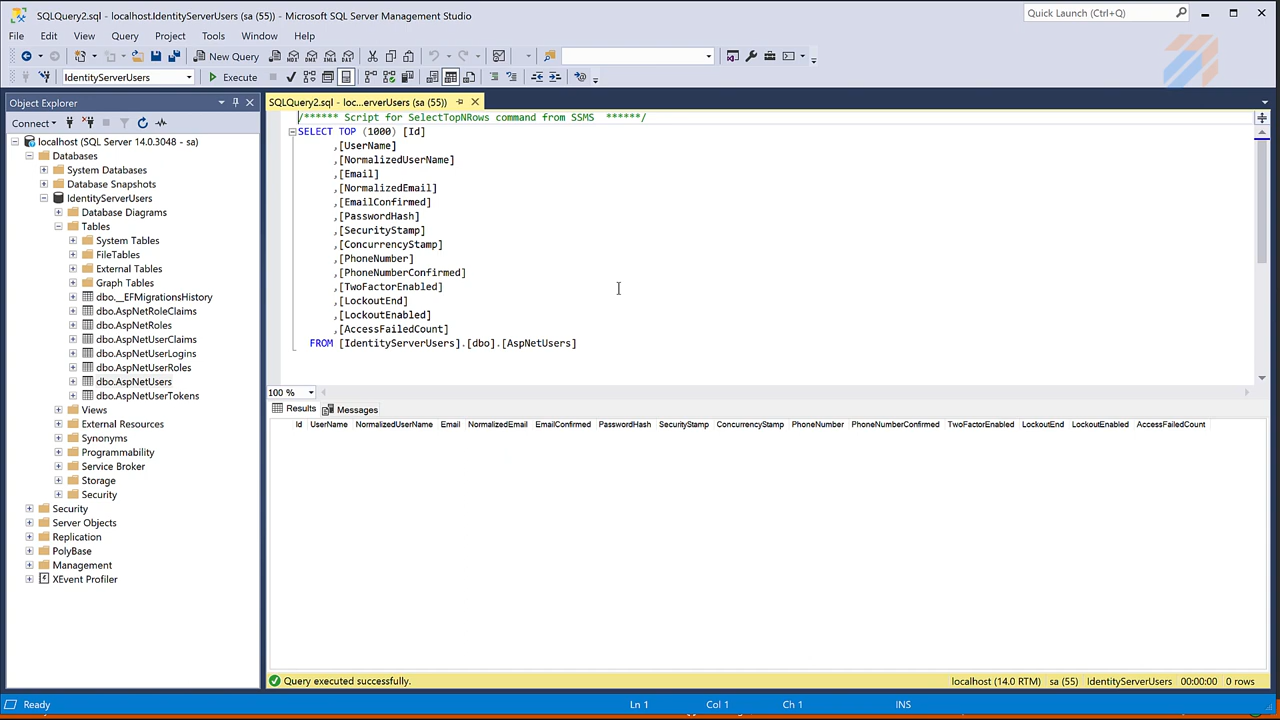 SQLQuery2.sql - localhost.IdentityServerUsers (sa (55)) - Microsoft SQL Server Management Studio
Quick Launch (Ctrl+Q)
File Edit View Query Project Tools Window Help
New Query
IdentityServerUsers Execute
Object Explorer
SQLQuery2.sql - loc...erverUsers (sa (55))
Connect
localhost (SQL Server 14.0.3048 - sa)
Databases
System Databases
Database Snapshots
IdentityServerUsers
Database Diagrams
Tables
System Tables
FileTables
External Tables
Graph Tables
dbo.__EFMigrationsHistory
dbo.AspNetRoleClaims
dbo.AspNetRoles
dbo.AspNetUserClaims
dbo.AspNetUserLogins
dbo.AspNetUserRoles
dbo.AspNetUsers
dbo.AspNetUserTokens
Views
External Resources
Synonyms
Programmability
Service Broker
Storage
Security
Security
Server Objects
Replication
PolyBase
Management
XEvent Profiler
/****** Script for SelectTopNRows command from SSMS ******/
SELECT TOP (1000) [Id]
,[UserName]
,[NormalizedUserName]
,[Email]
,[NormalizedEmail]
,[EmailConfirmed]
,[PasswordHash]
,[SecurityStamp]
,[ConcurrencyStamp]
,[PhoneNumber]
,[PhoneNumberConfirmed]
,[TwoFactorEnabled]
,[LockoutEnd]
,[LockoutEnabled]
,[AccessFailedCount]
FROM [IdentityServerUsers].[dbo].[AspNetUsers]
100 %
Results Messages
Id UserName NormalizedUserName Email NormalizedEmail EmailConfirmed PasswordHash SecurityStamp ConcurrencyStamp PhoneNumber PhoneNumberConfirmed TwoFactorEnabled LockoutEnd LockoutEnabled AccessFailedCount
Query executed successfully. localhost (14.0 RTM) sa (55) IdentityServerUsers 00:00:00 0 rows
Ready Ln 1 Col 1 Ch 1 INS